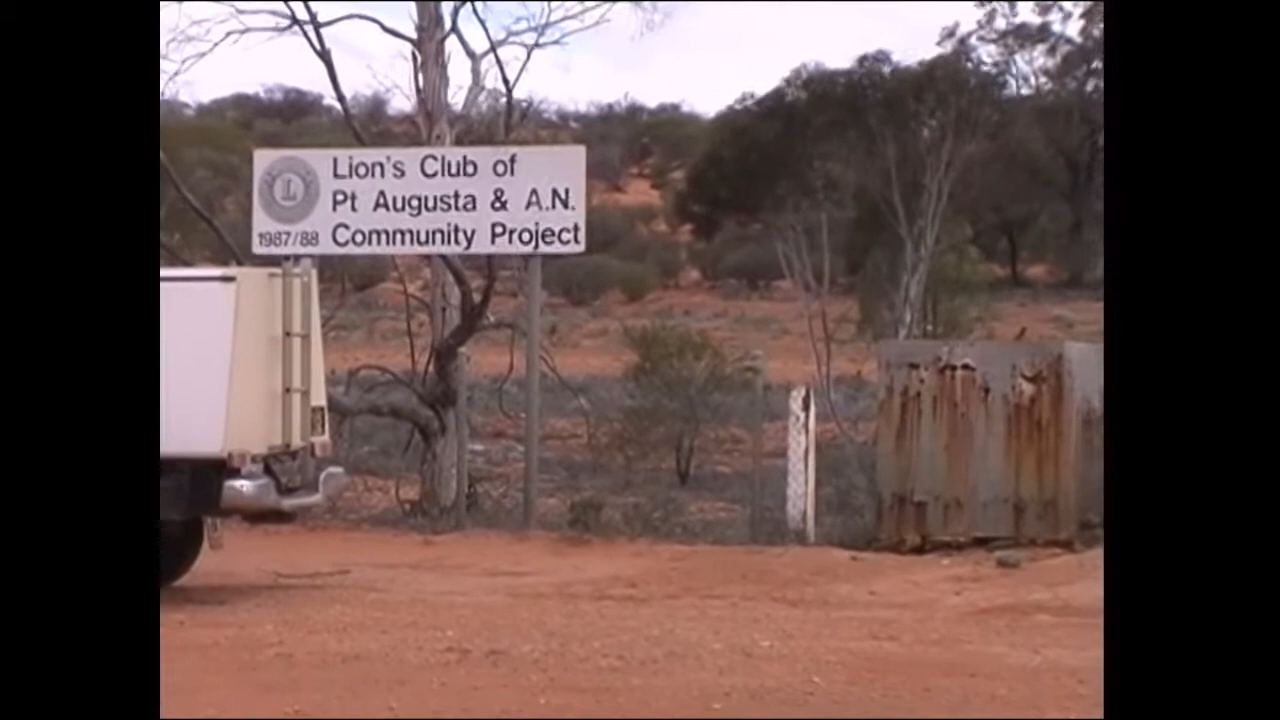 Lion's Club of
Pt Augusta & A.N.
Community Project
L
1987/88